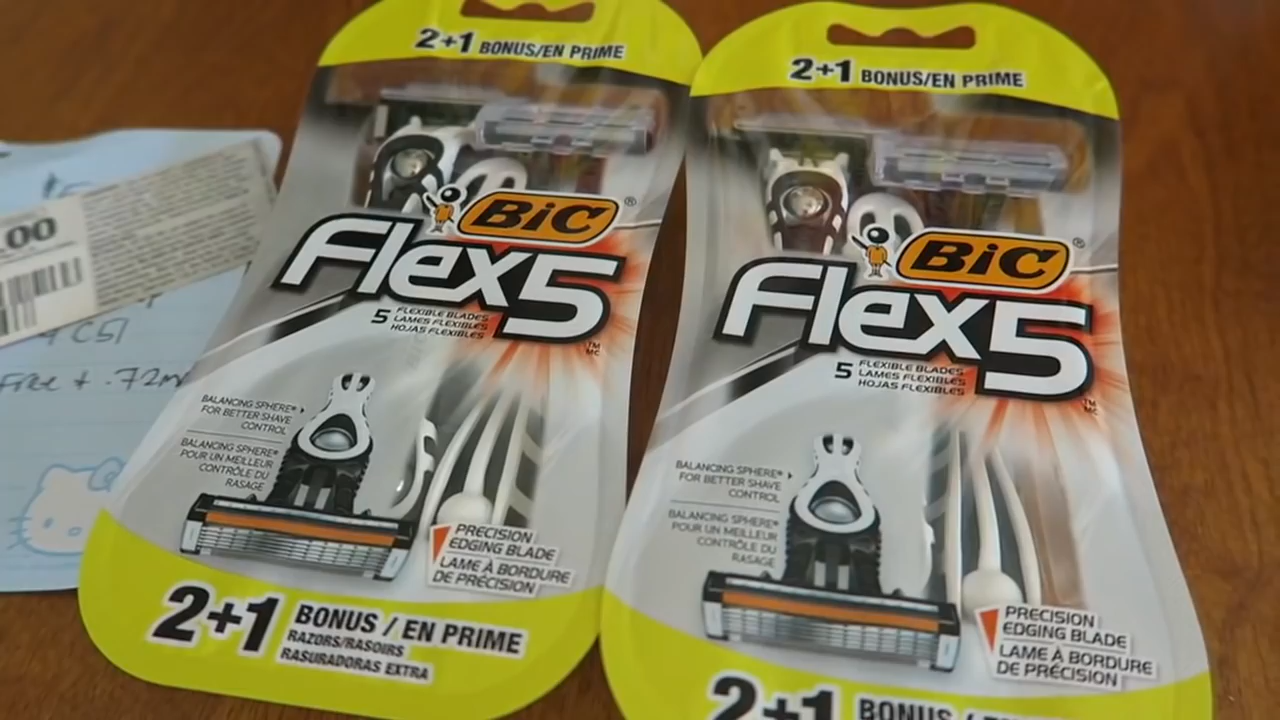 2+1 BONUS/EN PRIME
BiC®
Flex5
5 FLEXIBLE BLADES
LAMES FLEXIBLES
HOJAS FLEXIBLES
TM
MC
BALANCING SPHERE®
FOR BETTER SHAVE
CONTROL
BALANCING SPHERE®
POUR UN MEILLEUR
CONTRÔLE DU
RASAGE
PRECISION
EDGING BLADE
LAME À BORDURE
DE PRÉCISION
2+1 BONUS / EN PRIME
RAZORS/RASOIRS
RASURADORAS EXTRA
2+1 BONUS/EN PRIME
BiC®
Flex5
5 FLEXIBLE BLADES
LAMES FLEXIBLES
HOJAS FLEXIBLES
TM
MC
BALANCING SPHERE®
FOR BETTER SHAVE
CONTROL
BALANCING SPHERE®
POUR UN MEILLEUR
CONTRÔLE DU
RASAGE
PRECISION
EDGING BLADE
LAME À BORDURE
DE PRÉCISION
2+1 BONUS
.00
Free + .72